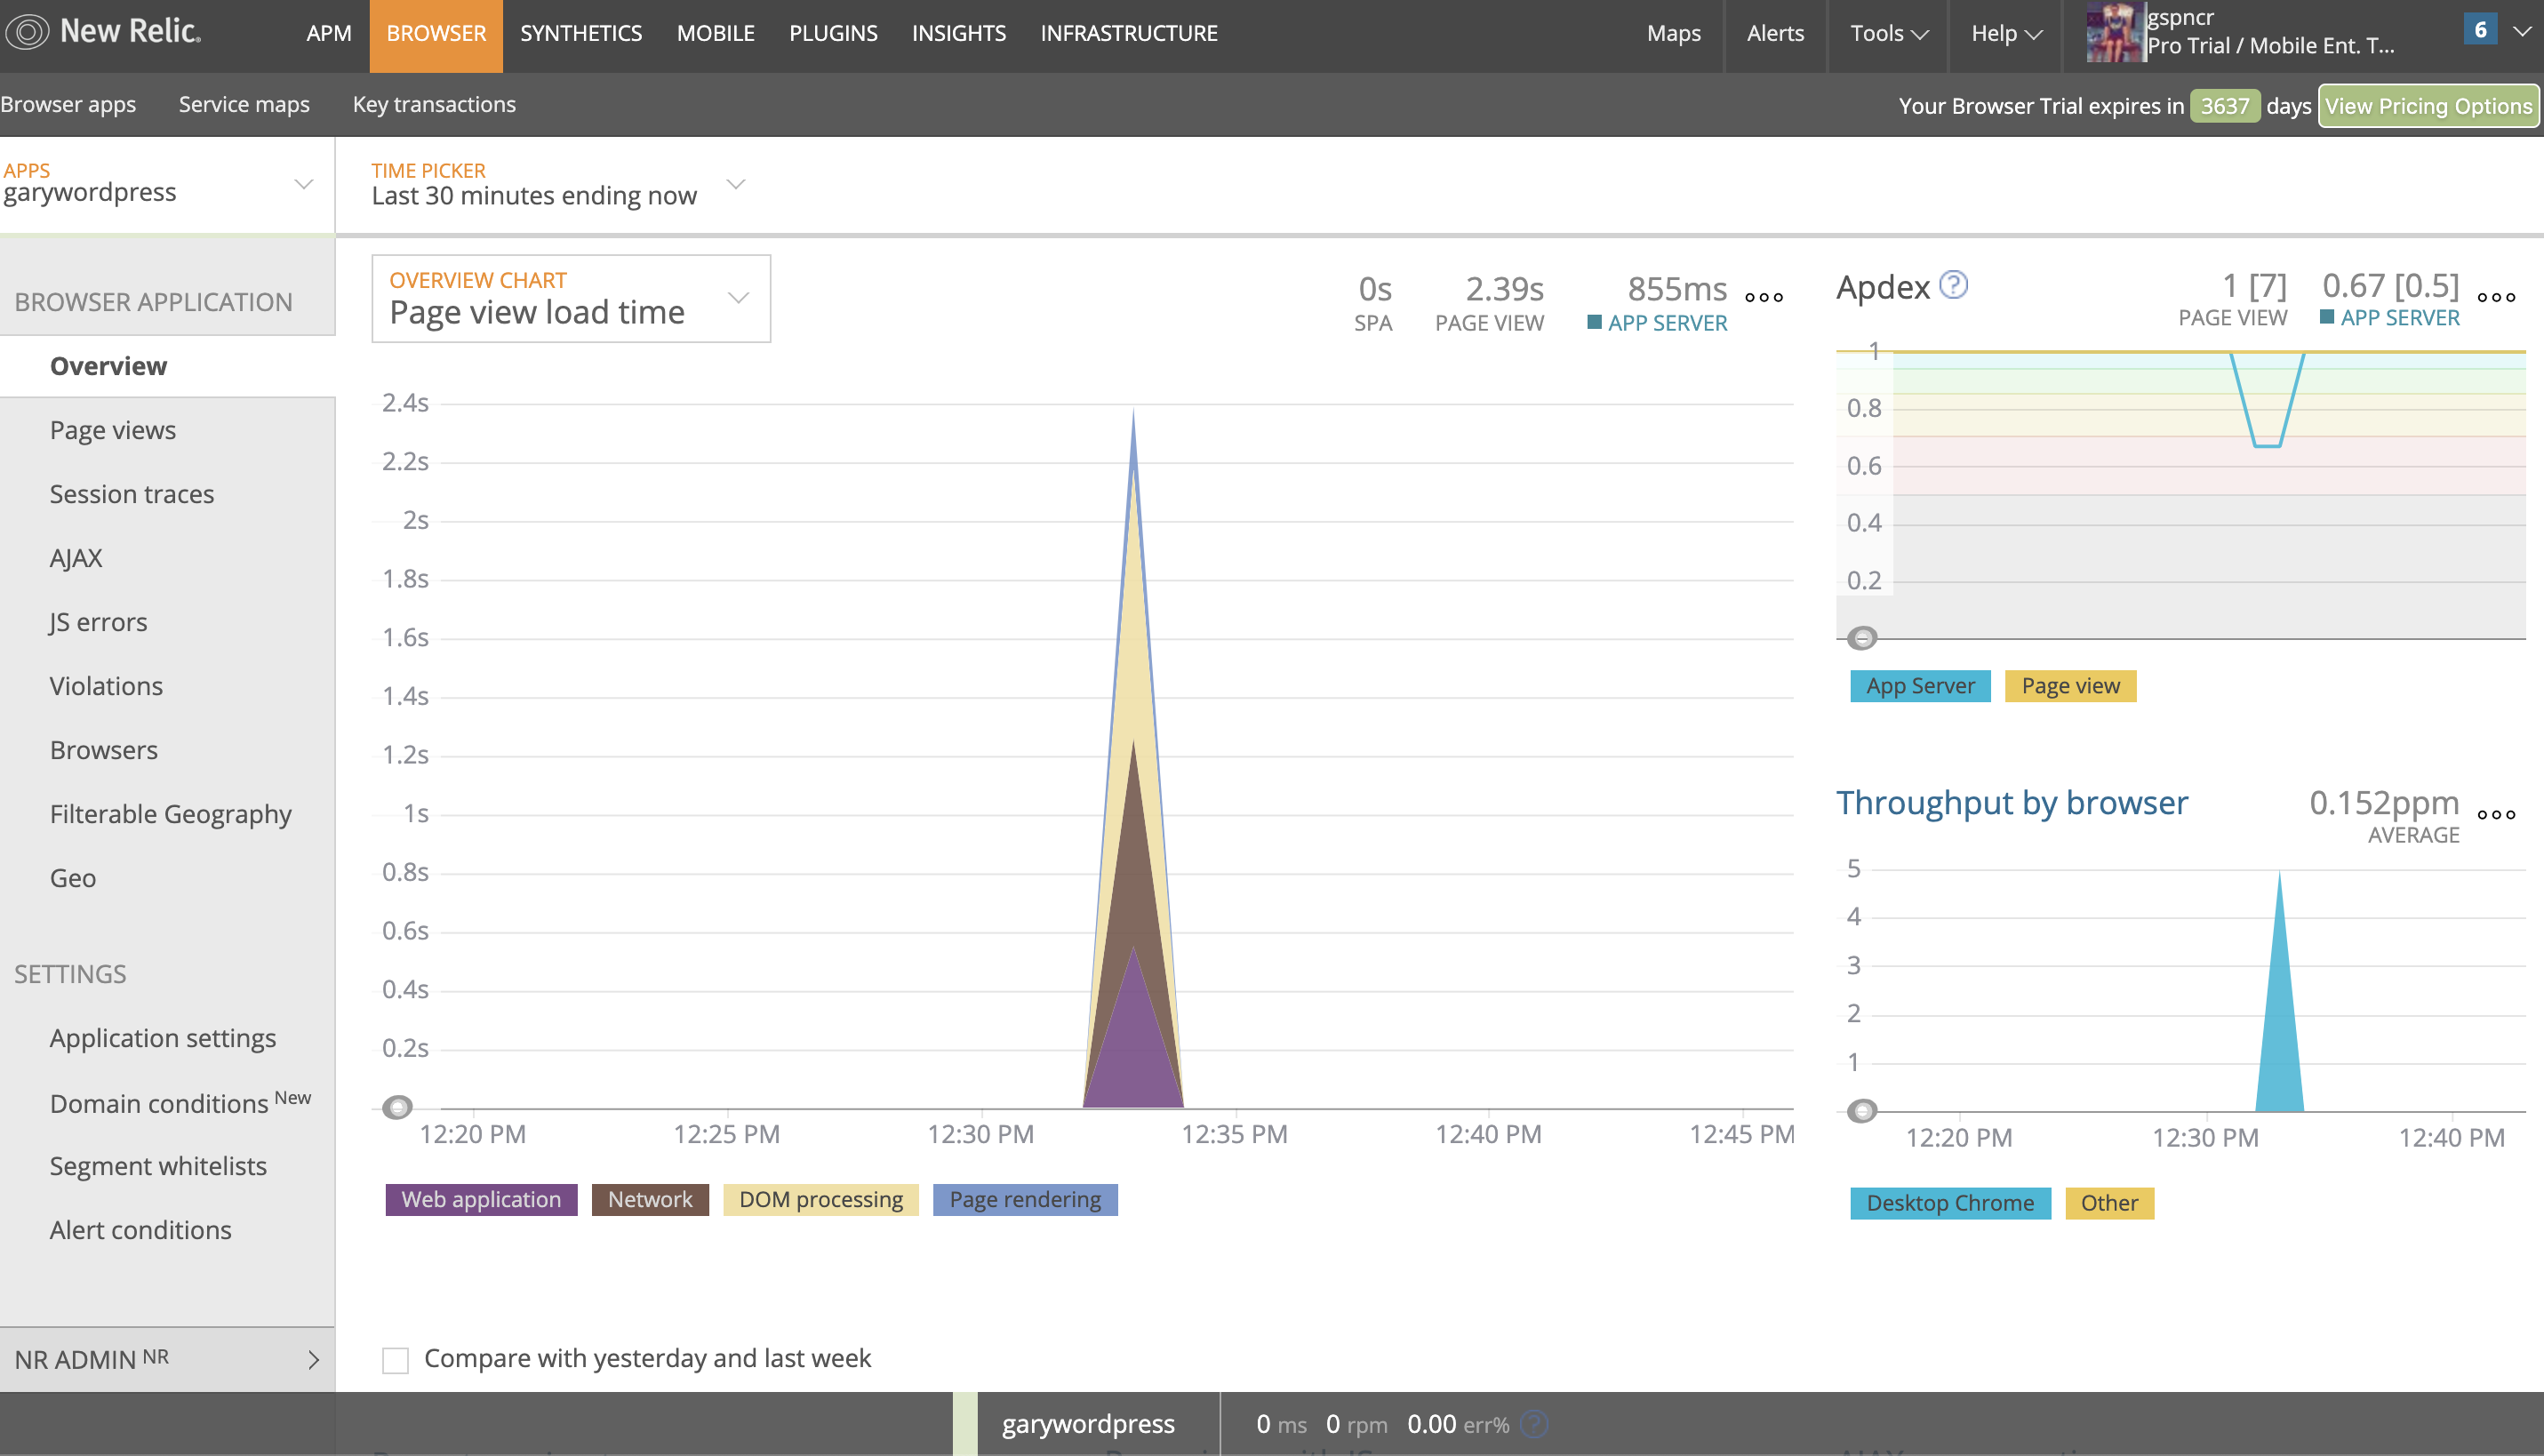 New Relic.
APM BROWSER SYNTHETICS MOBILE PLUGINS INSIGHTS INFRASTRUCTURE Maps Alerts Tools Help
gspncr
Pro Trial / Mobile Ent. T...
6
Browser apps Service maps Key transactions Your Browser Trial expires in 3637 days View Pricing Options
APPS
garywordpress
TIME PICKER
Last 30 minutes ending now
BROWSER APPLICATION
Overview
Page views
Session traces
AJAX
JS errors
Violations
Browsers
Filterable Geography
Geo
SETTINGS
Application settings
Domain conditions New
Segment whitelists
Alert conditions
NR ADMIN NR
OVERVIEW CHART
Page view load time
0s 2.39s 855ms
SPA PAGE VIEW APP SERVER
2.4s
2.2s
2s
1.8s
1.6s
1.4s
1.2s
1s
0.8s
0.6s
0.4s
0.2s
12:20 PM 12:25 PM 12:30 PM 12:35 PM 12:40 PM 12:45 PM
Web application Network DOM processing Page rendering
Compare with yesterday and last week
Apdex ? 1 [7] 0.67 [0.5]
PAGE VIEW APP SERVER
1
0.8
0.6
0.4
0.2
App Server Page view
Throughput by browser 0.152ppm
AVERAGE
5
4
3
2
1
12:20 PM 12:30 PM 12:40 PM
Desktop Chrome Other
garywordpress 0 ms 0 rpm 0.00 err% ?